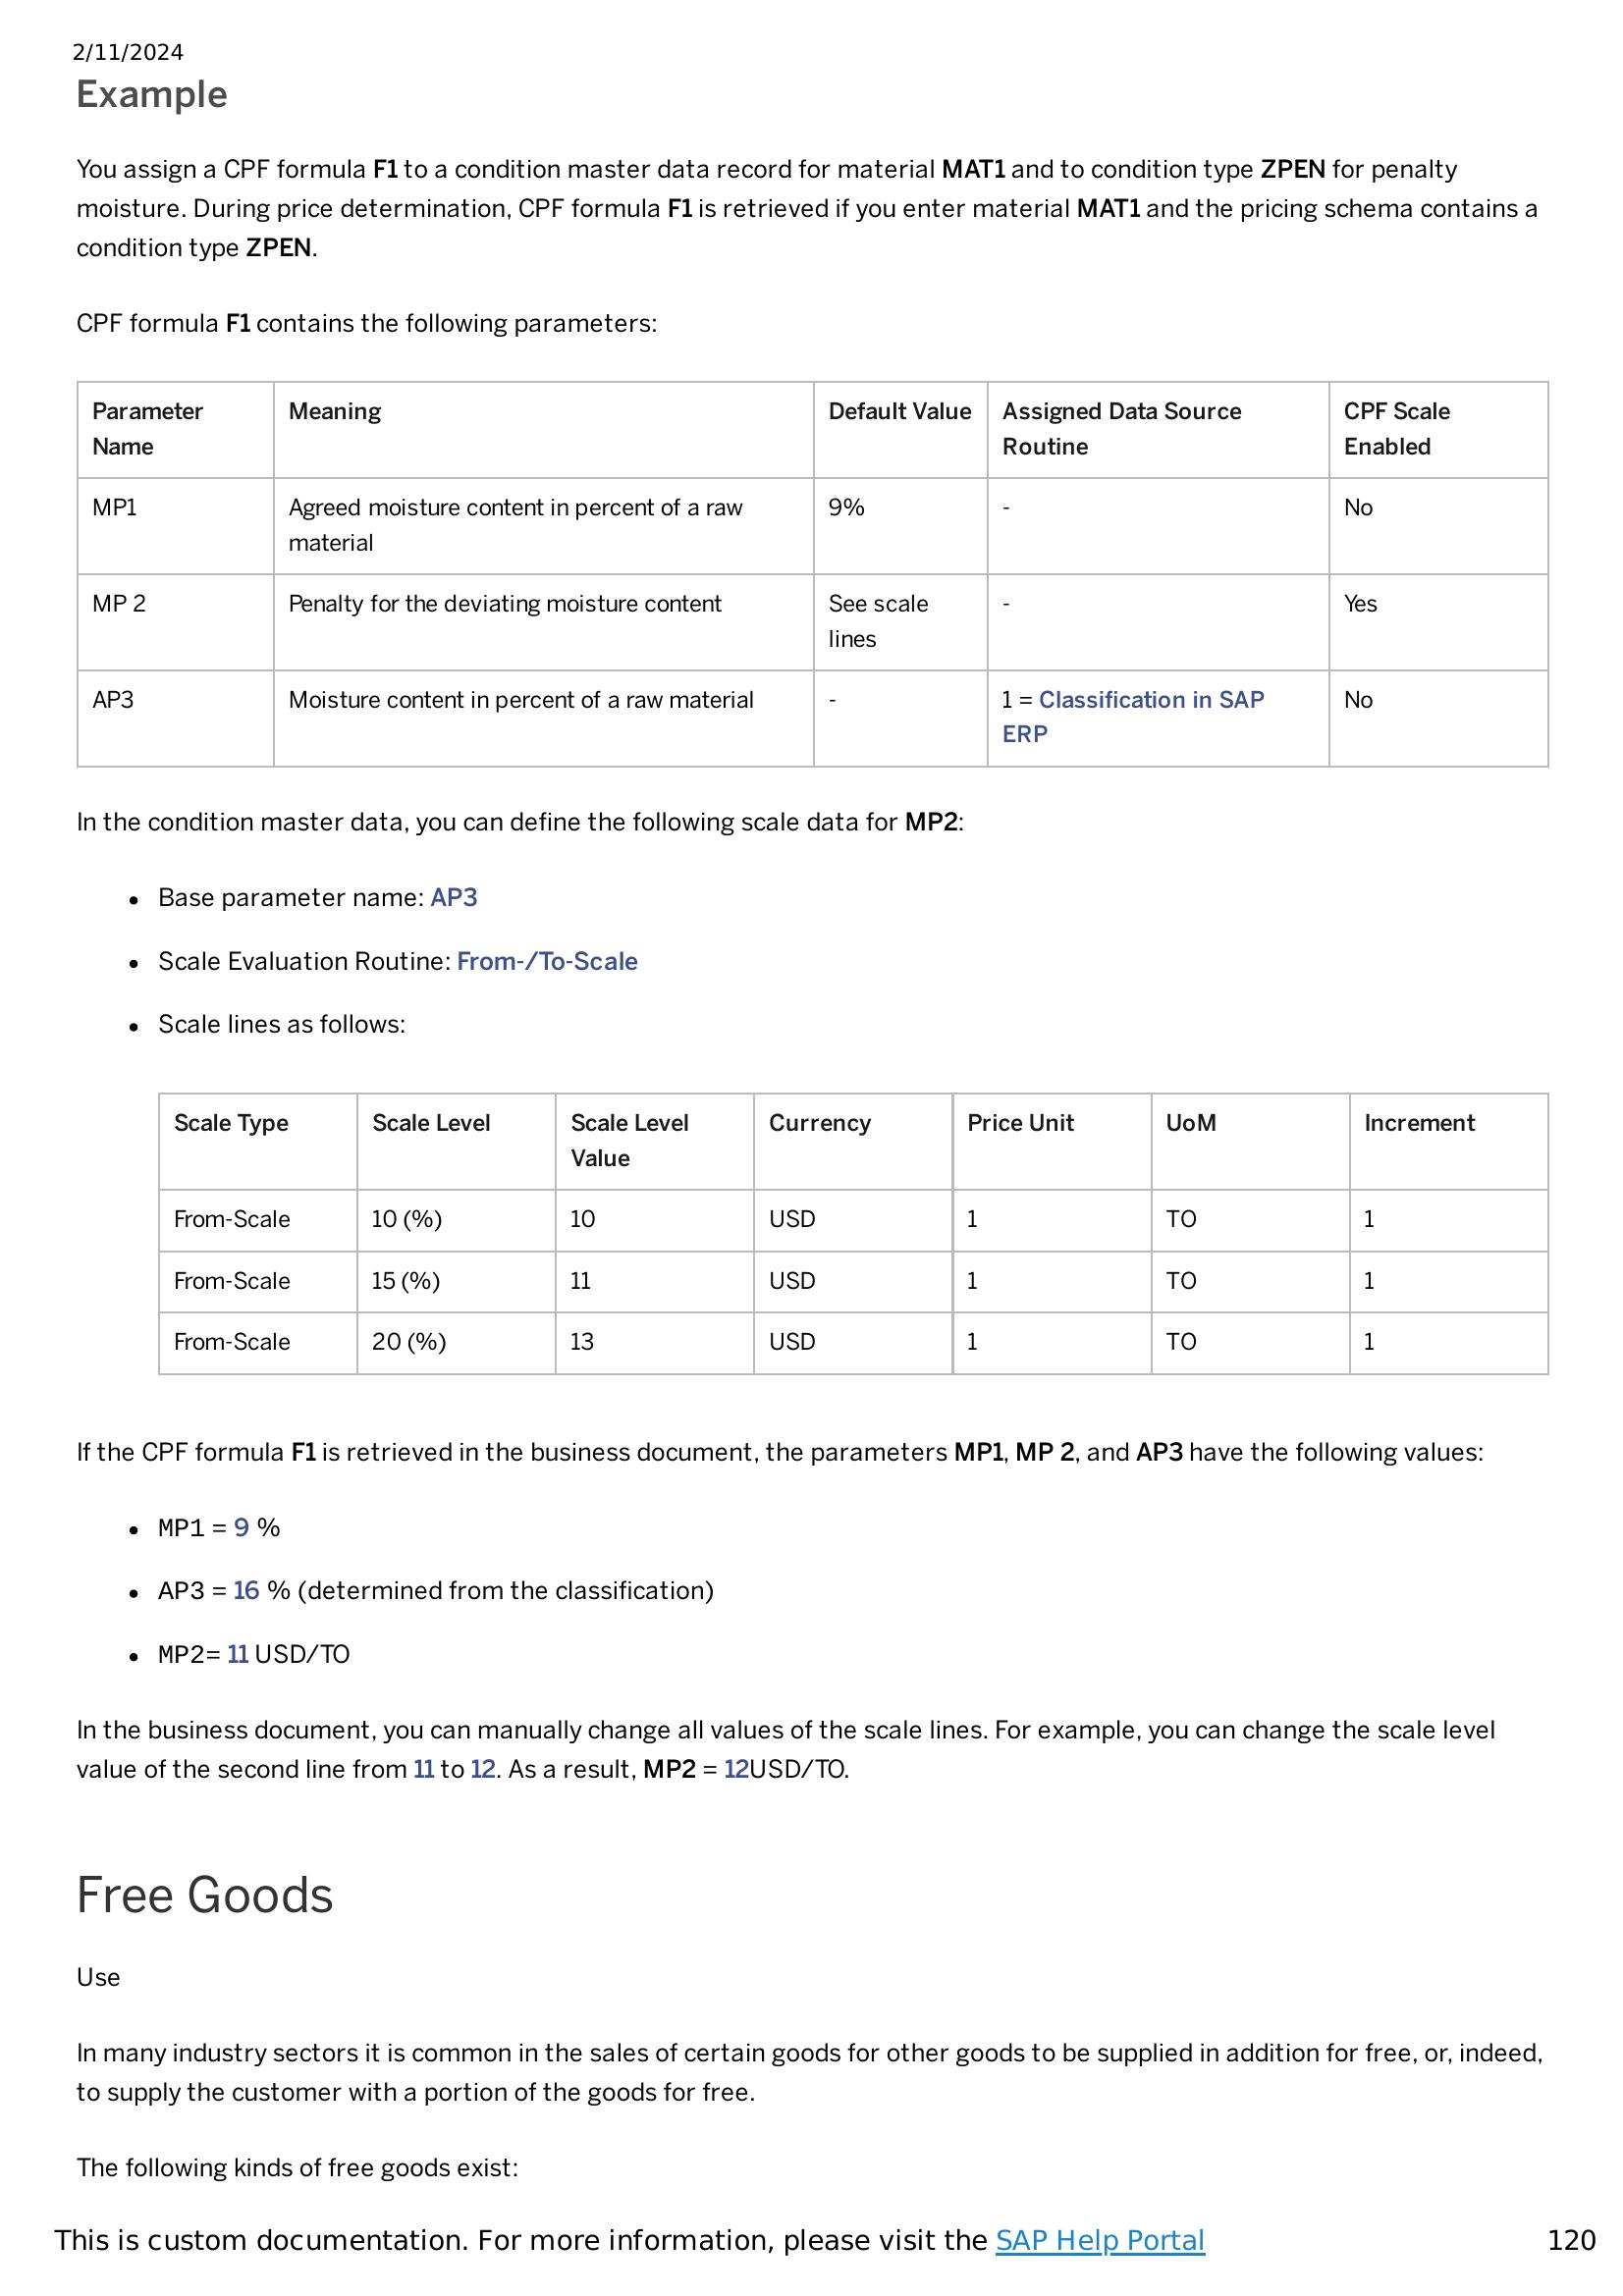 2/11/2024
Example
You assign a CPF formula F1 to a condition master data record for material MAT1 and to condition type ZPEN for penalty
moisture. During price determination, CPF formula F1 is retrieved if you enter material MAT1 and the pricing schema contains a
condition type ZPEN.
CPF formula F1 contains the following parameters:
Parameter Name Meaning Default Value Assigned Data Source Routine CPF Scale Enabled
MP1 Agreed moisture content in percent of a raw material 9% - No
MP 2 Penalty for the deviating moisture content See scale lines - Yes
AP3 Moisture content in percent of a raw material - 1 = Classification in SAP ERP No
In the condition master data, you can define the following scale data for MP2:
• Base parameter name: AP3
• Scale Evaluation Routine: From-/To-Scale
• Scale lines as follows:
Scale Type Scale Level Scale Level Value Currency Price Unit UoM Increment
From-Scale 10 (%) 10 USD 1 TO 1
From-Scale 15 (%) 11 USD 1 TO 1
From-Scale 20 (%) 13 USD 1 TO 1
If the CPF formula F1 is retrieved in the business document, the parameters MP1, MP 2, and AP3 have the following values:
• MP1 = 9 %
• AP3 = 16 % (determined from the classification)
• MP2= 11 USD/TO
In the business document, you can manually change all values of the scale lines. For example, you can change the scale level
value of the second line from 11 to 12. As a result, MP2 = 12USD/TO.
Free Goods
Use
In many industry sectors it is common in the sales of certain goods for other goods to be supplied in addition for free, or, indeed,
to supply the customer with a portion of the goods for free.
The following kinds of free goods exist:
This is custom documentation. For more information, please visit the SAP Help Portal 120